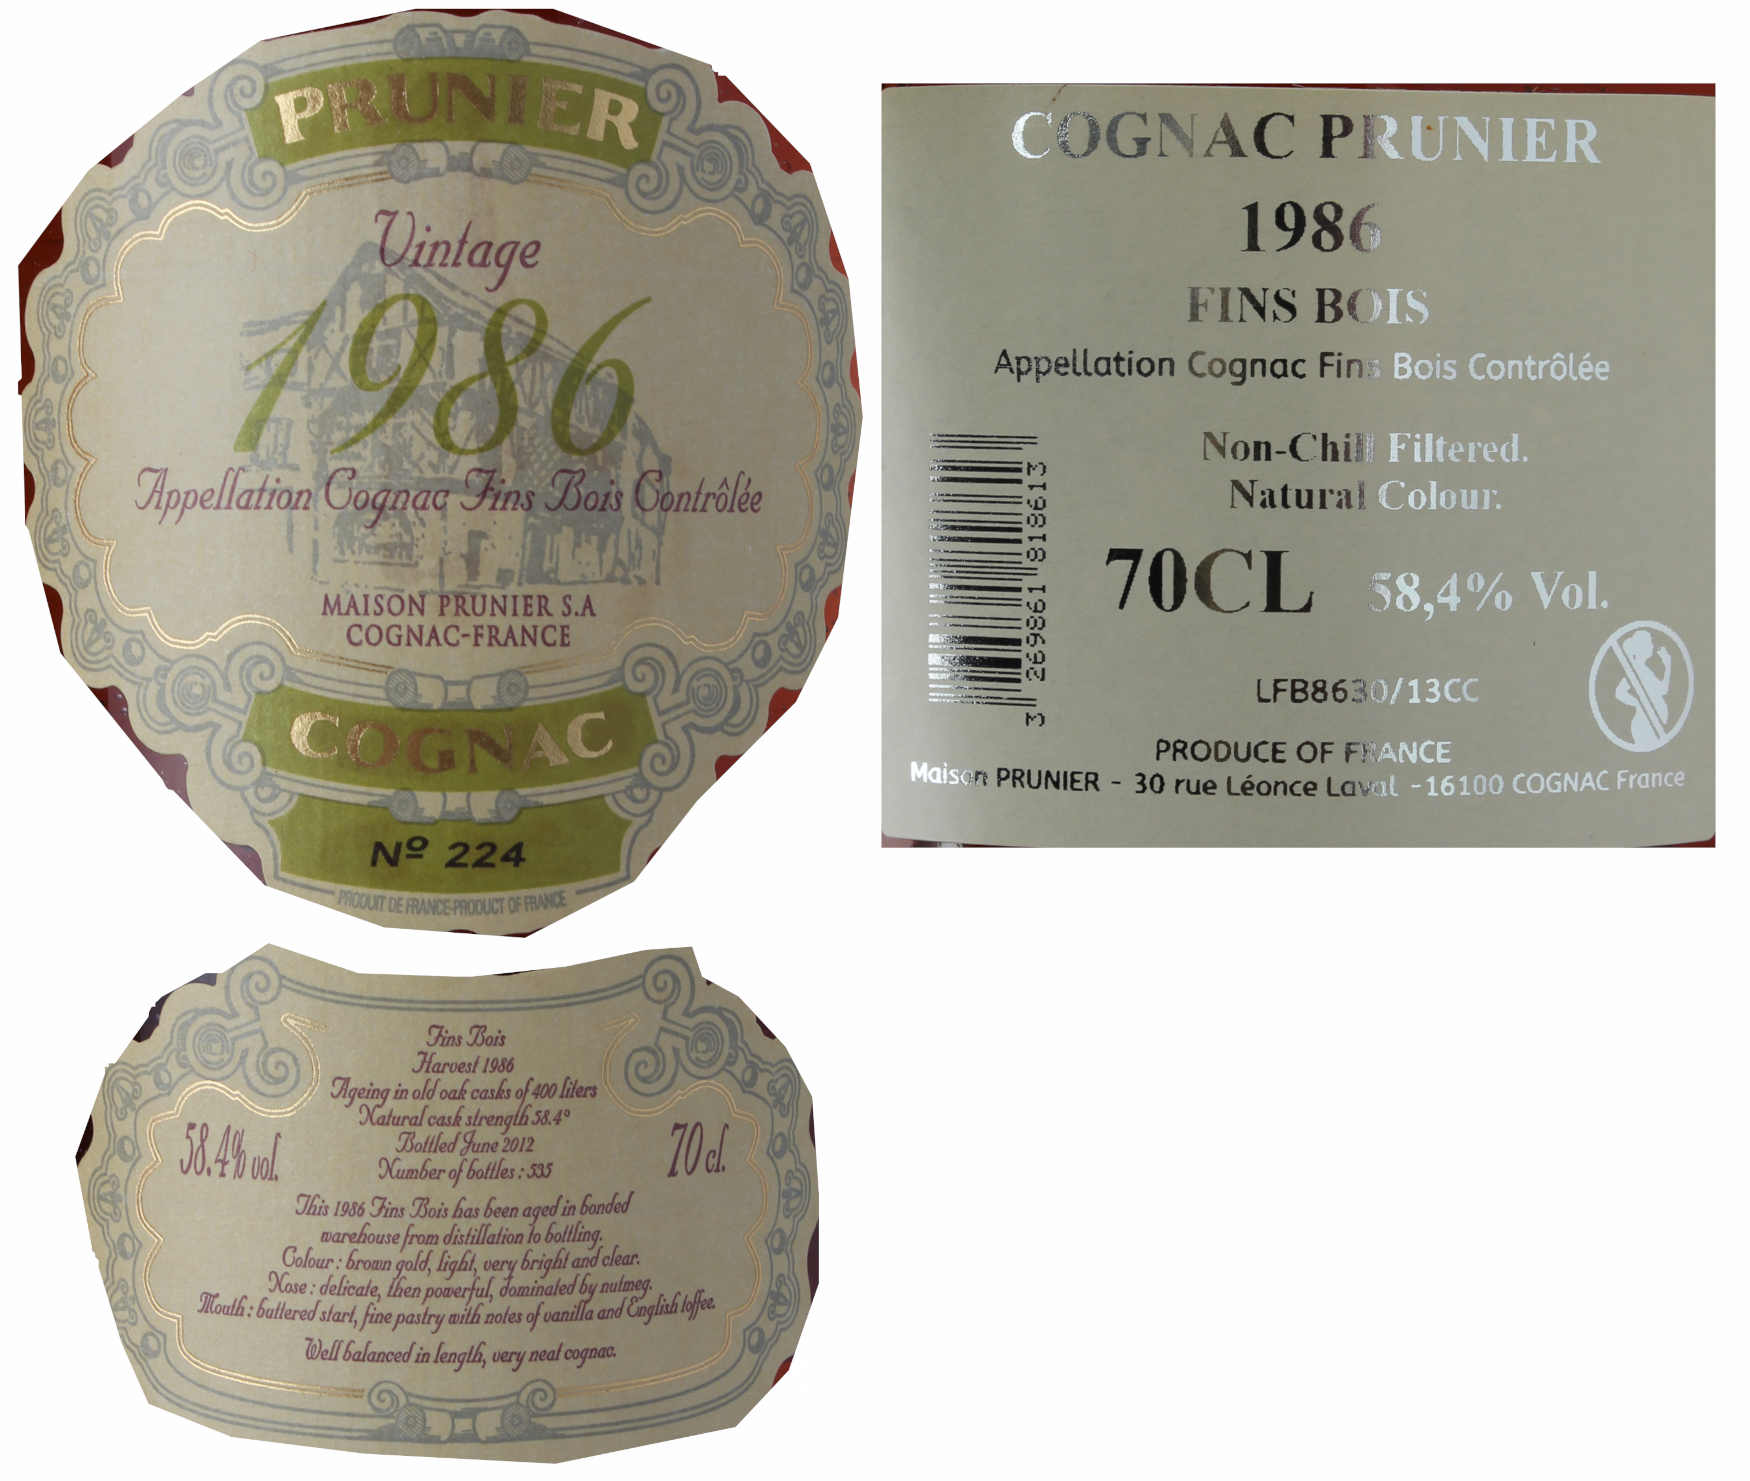 PRUNIER
Vintage
1986
Appellation Cognac Fins Bois Contrôlée
MAISON PRUNIER S.A
COGNAC-FRANCE
COGNAC
Nº 224
PRODUIT DE FRANCE-PRODUCT OF FRANCE
COGNAC PRUNIER
1986
FINS BOIS
Appellation Cognac Fins Bois Contrôlée
Non-Chill Filtered.
Natural Colour.
70CL 58,4% Vol.
3 269861 818613
LFB8630/13CC
PRODUCE OF FRANCE
Maison PRUNIER - 30 rue Léonce Laval -16100 COGNAC France
Fins Bois
Harvest 1986
Ageing in old oak casks of 400 liters
Natural cask strength 58.4°
Bottled June 2012
Number of bottles : 535
58.4% vol.
70 cl.
This 1986 Fins Bois has been aged in bonded
warehouse from distillation to bottling.
Colour : brown gold, light, very bright and clear.
Nose : delicate, then powerful, dominated by nutmeg.
Mouth : buttered start, fine pastry with notes of vanilla and English toffee.
Well balanced in length, very neat cognac.